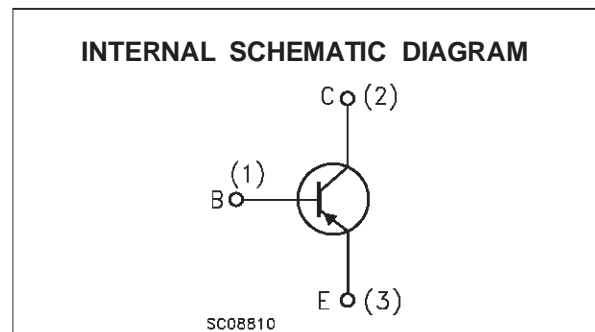 INTERNAL SCHEMATIC DIAGRAM
C (2)
(1)
B
E (3)
SC08810